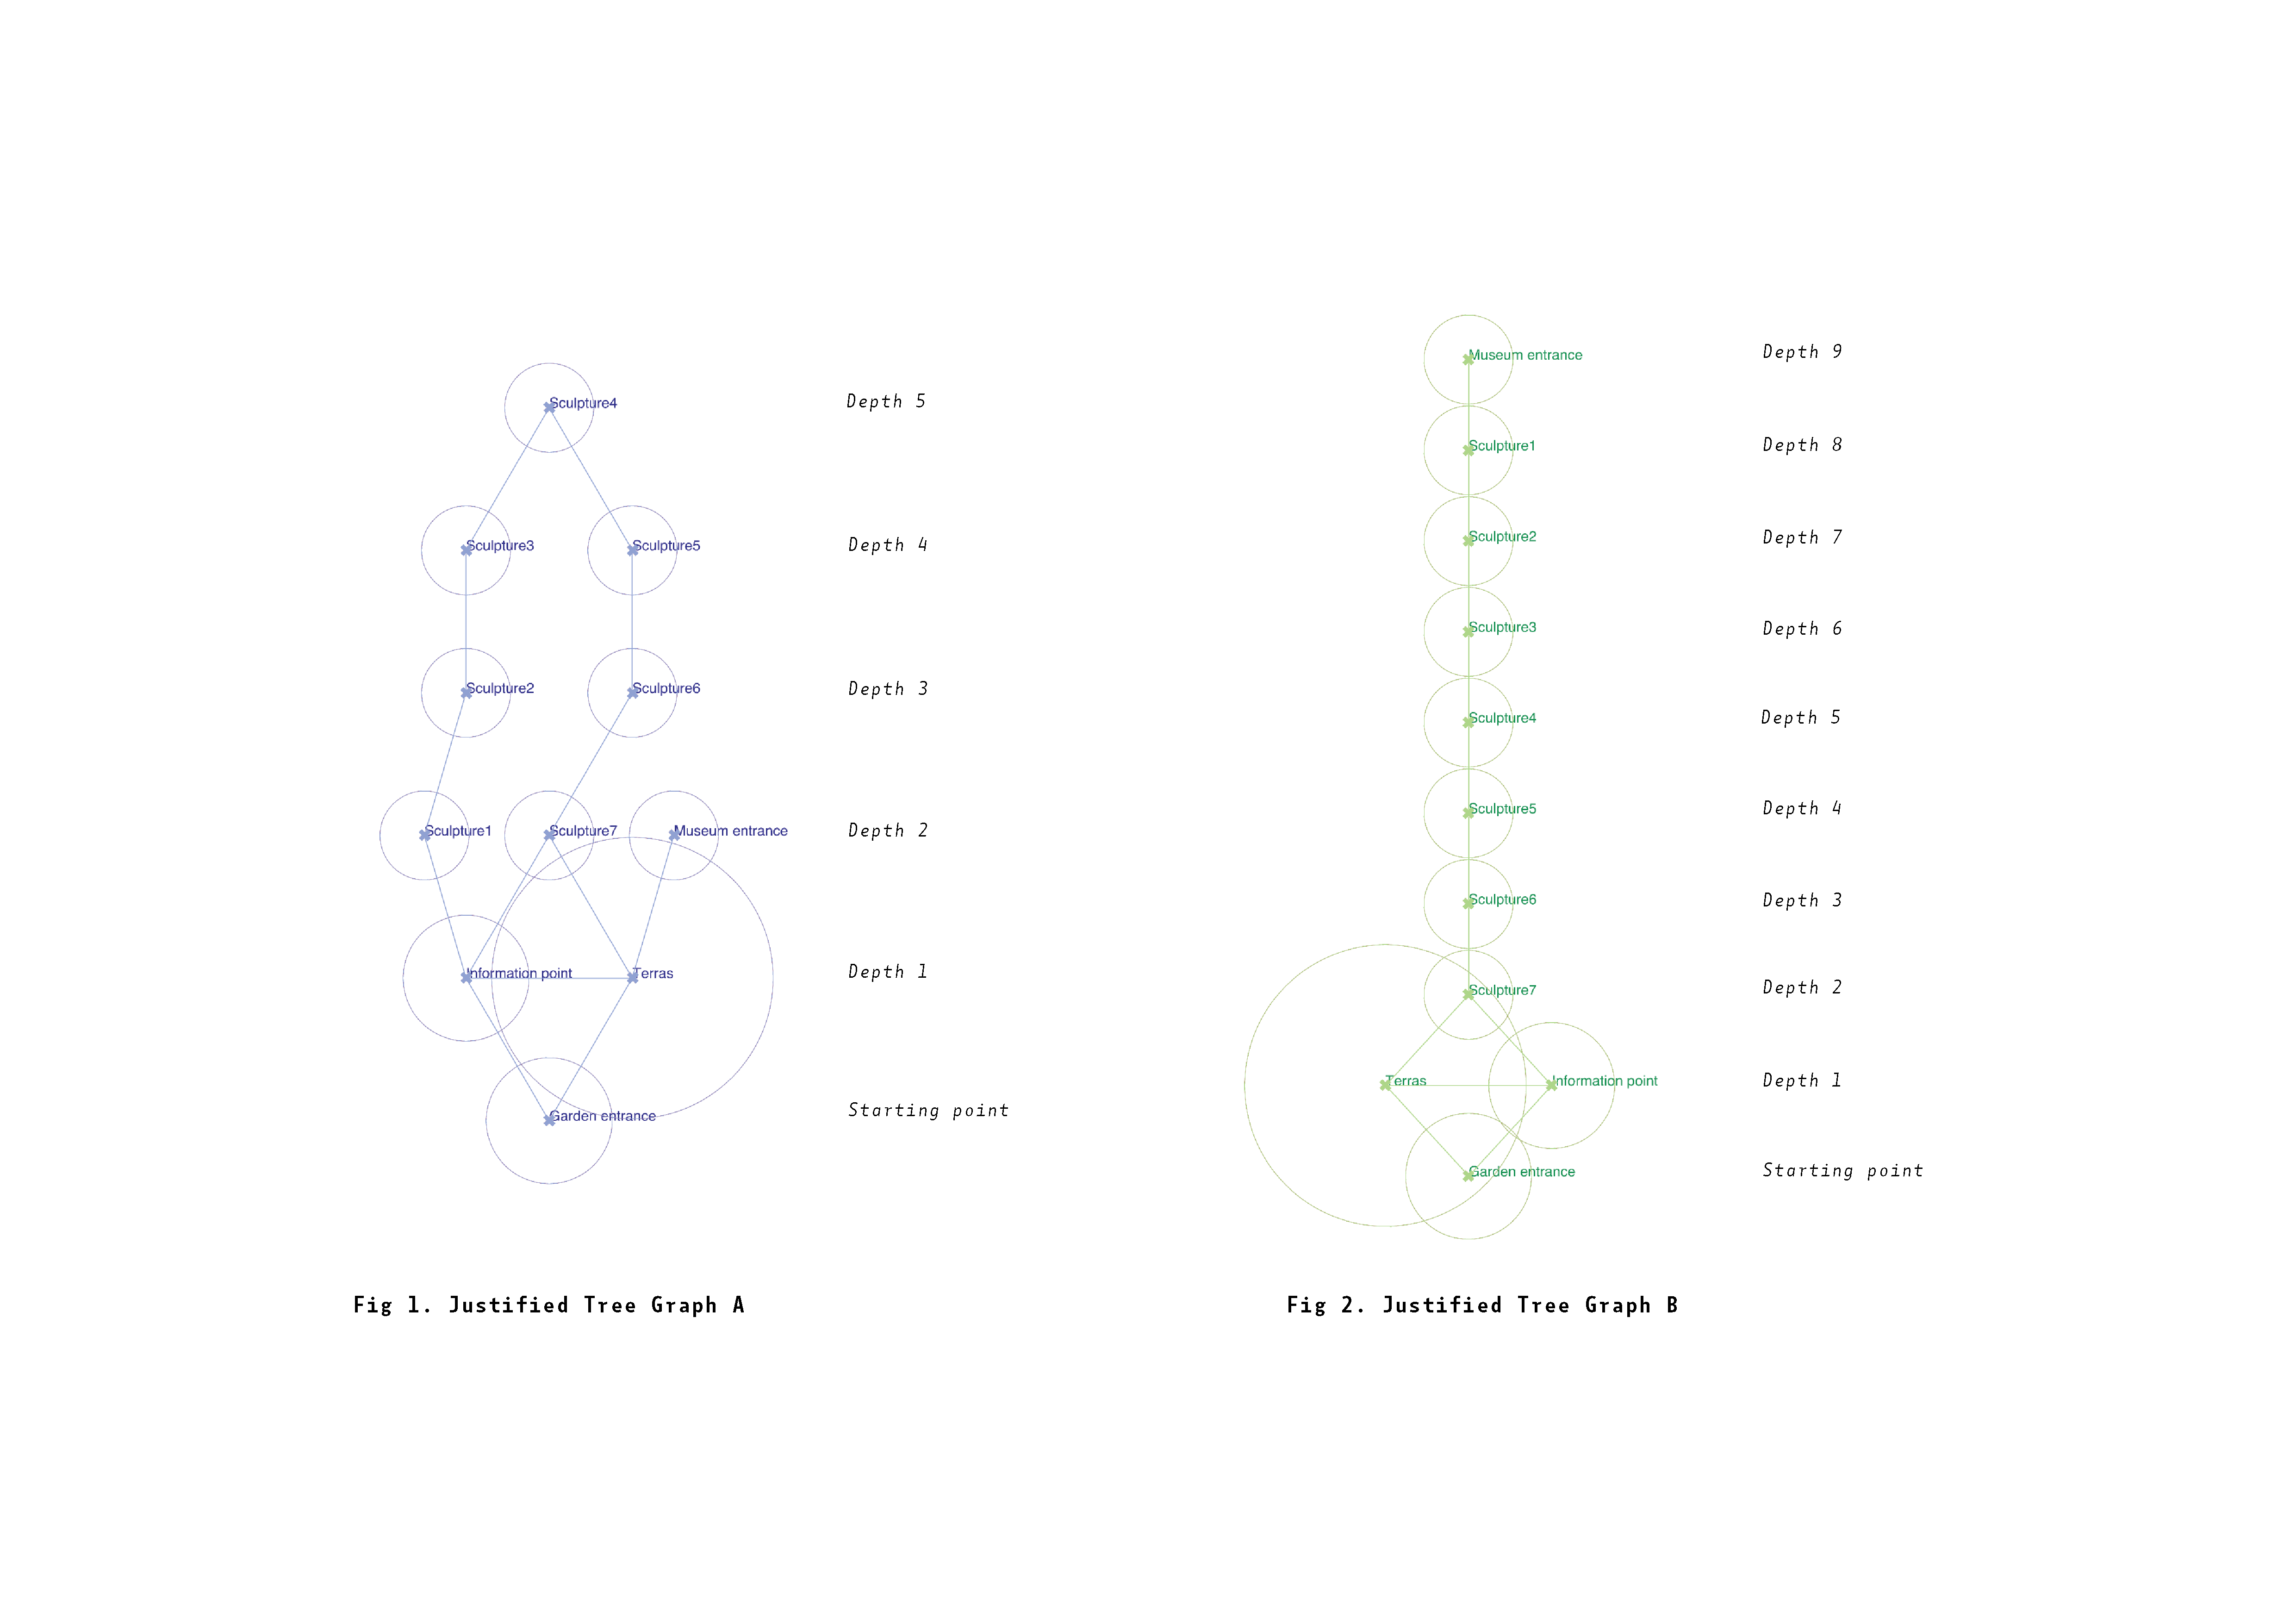 Sculpture4
Depth 5
Sculpture3
Sculpture5
Depth 4
Sculpture2
Sculpture6
Depth 3
Sculpture1
Sculpture7
Museum entrance
Depth 2
Information point
Terras
Depth 1
Garden entrance
Starting point
Fig 1. Justified Tree Graph A
Museum entrance
Depth 9
Sculpture1
Depth 8
Sculpture2
Depth 7
Sculpture3
Depth 6
Sculpture4
Depth 5
Sculpture5
Depth 4
Sculpture6
Depth 3
Sculpture7
Depth 2
Terras
Information point
Depth 1
Garden entrance
Starting point
Fig 2. Justified Tree Graph B